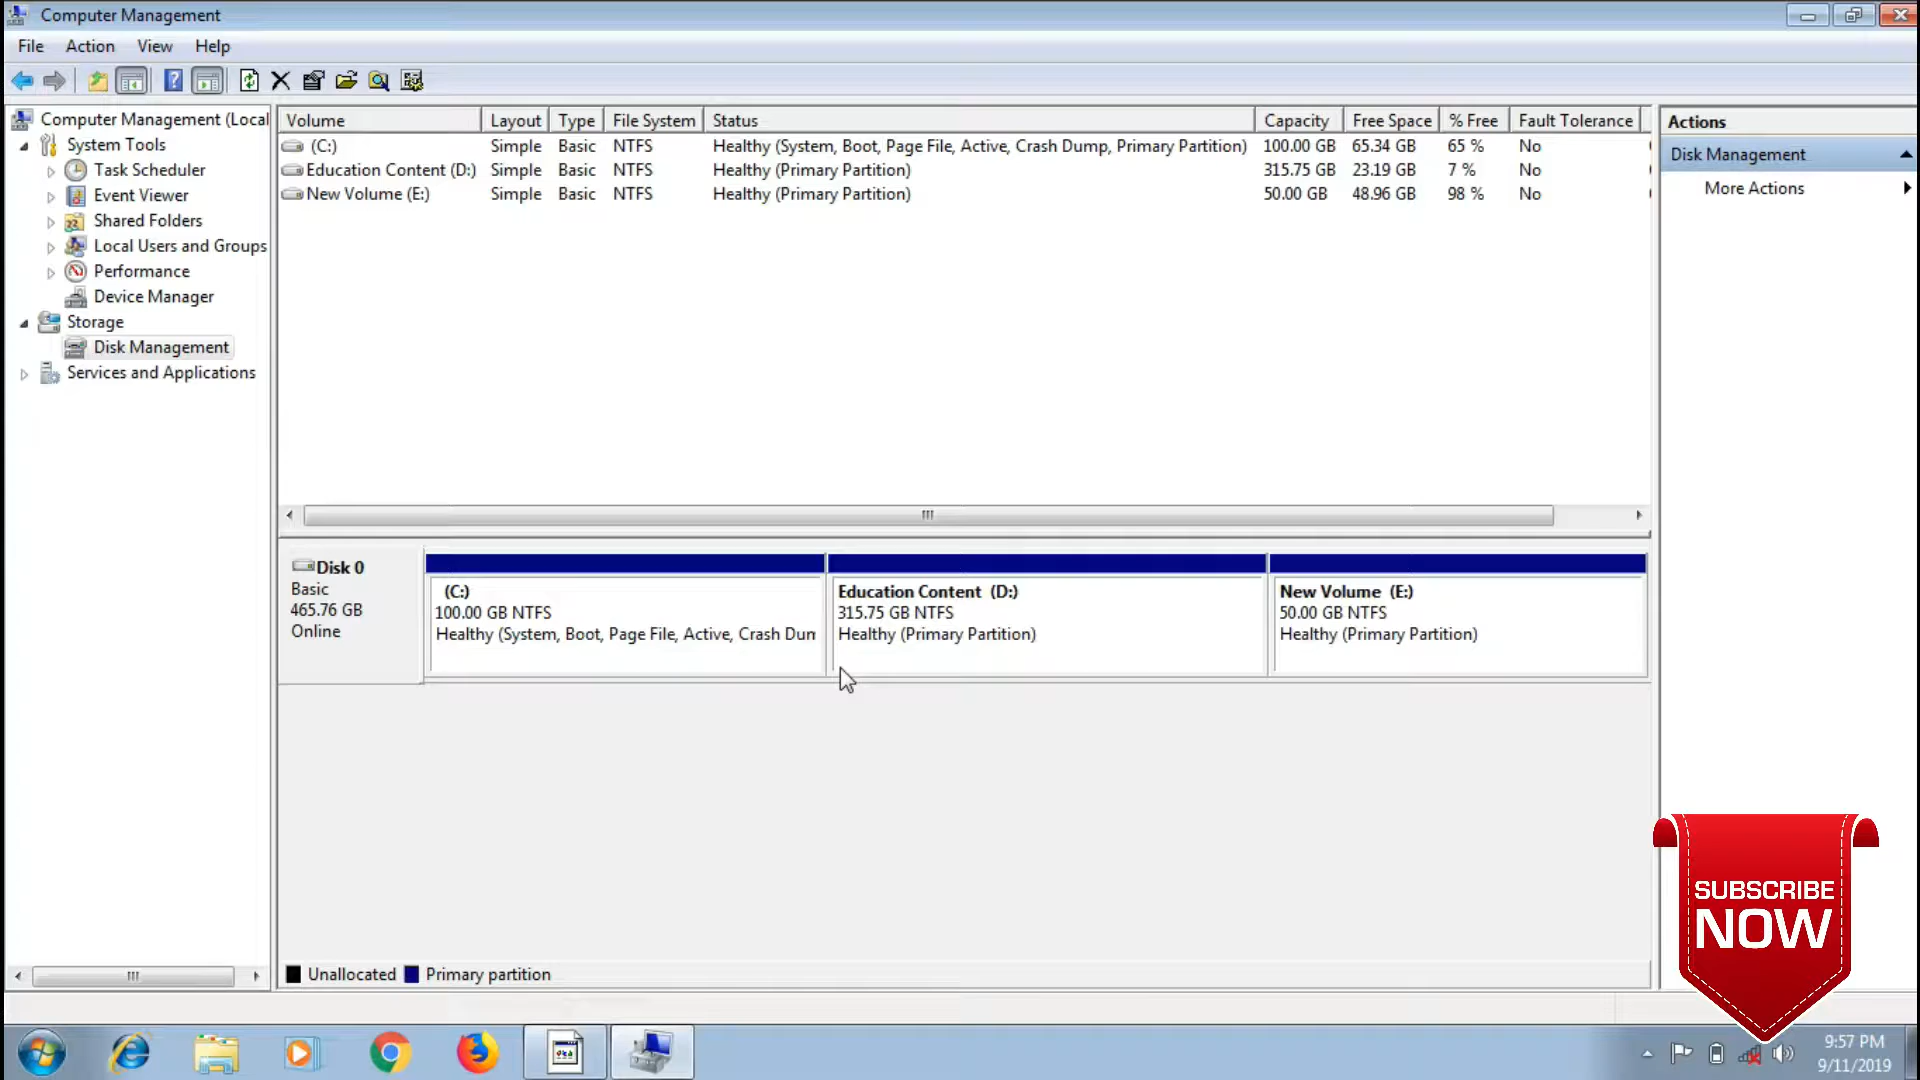 Computer Management
File Action View Help
Computer Management (Local
System Tools
Task Scheduler
Event Viewer
Shared Folders
Local Users and Groups
Performance
Device Manager
Storage
Disk Management
Services and Applications
Volume Layout Type File System Status Capacity Free Space % Free Fault Tolerance
(C:) Simple Basic NTFS Healthy (System, Boot, Page File, Active, Crash Dump, Primary Partition) 100.00 GB 65.34 GB 65 % No
Education Content (D:) Simple Basic NTFS Healthy (Primary Partition) 315.75 GB 23.19 GB 7 % No
New Volume (E:) Simple Basic NTFS Healthy (Primary Partition) 50.00 GB 48.96 GB 98 % No
Actions
Disk Management
More Actions
Disk 0
Basic
465.76 GB
Online
(C:)
100.00 GB NTFS
Healthy (System, Boot, Page File, Active, Crash Dun
Education Content (D:)
315.75 GB NTFS
Healthy (Primary Partition)
New Volume (E:)
50.00 GB NTFS
Healthy (Primary Partition)
Unallocated Primary partition
SUBSCRIBE
NOW
9:57 PM
9/11/2019